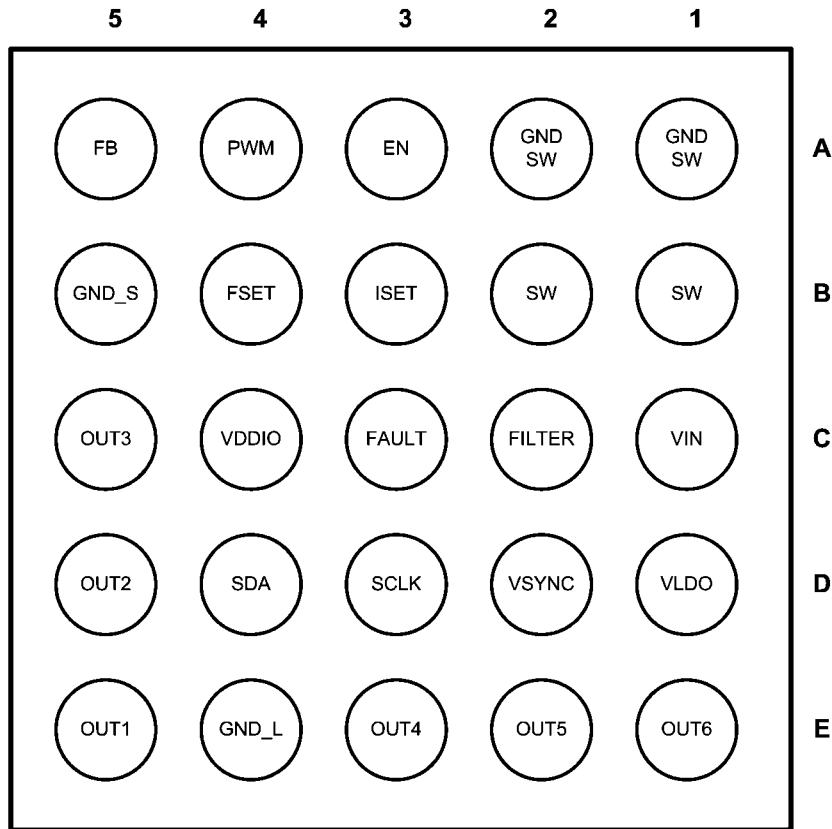 5 4 3 2 1
FB PWM EN GND SW GND SW A
GND_S FSET ISET SW SW B
OUT3 VDDIO FAULT FILTER VIN C
OUT2 SDA SCLK VSYNC VLDO D
OUT1 GND_L OUT4 OUT5 OUT6 E